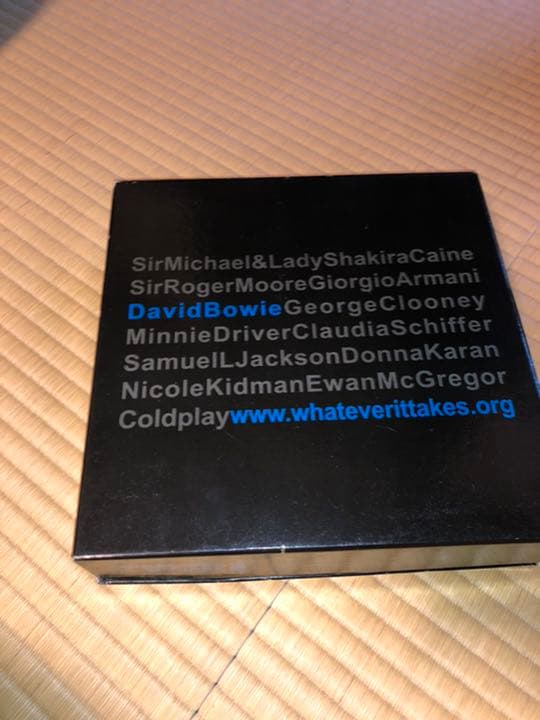 SirMichael&LadyShakiraCaine
SirRogerMooreGiorgioArmani
DavidBowieGeorgeClooney
MinnieDriverClaudiaSchiffer
SamuelLJacksonDonnaKaran
NicoleKidmanEwanMcGregor
Coldplaywww.whateverittakes.org